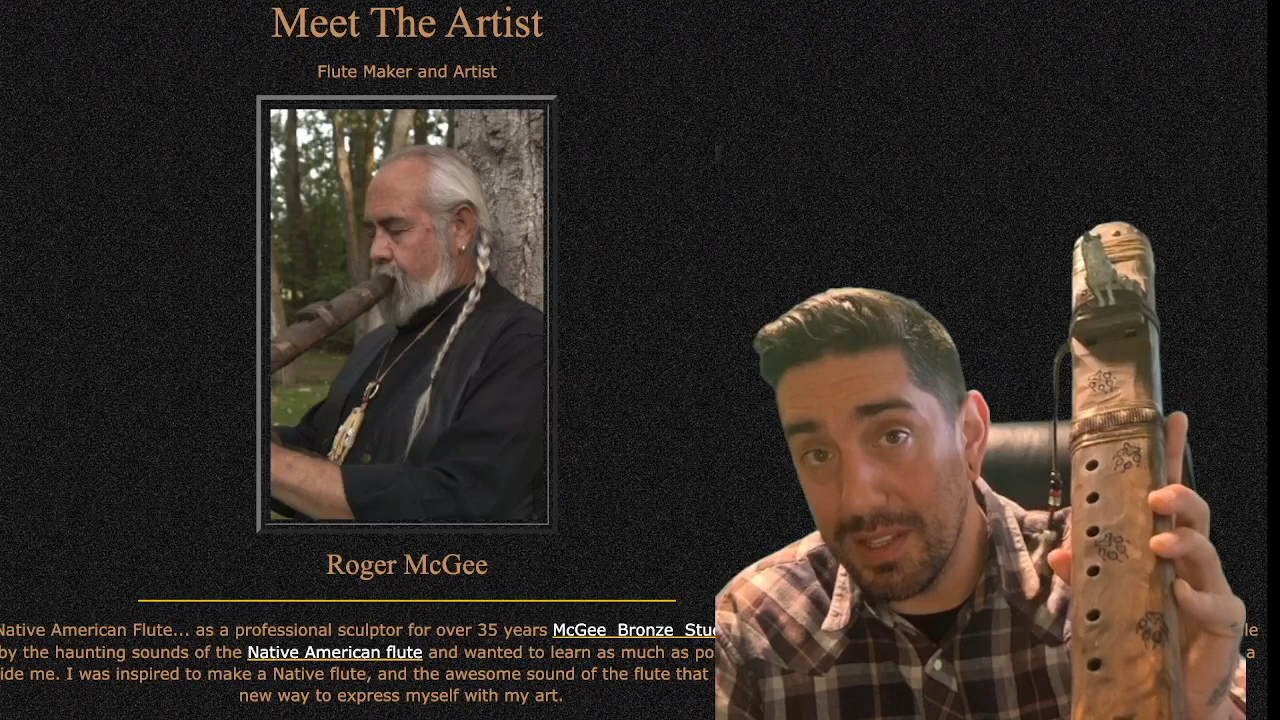 Meet The Artist
Flute Maker and Artist
Roger McGee
Native American Flute... as a professional sculptor for over 35 years McGee Bronze
by the haunting sounds of the Native American flute and wanted to learn as much as a
me. I was inspired to make a Native flute, and the awesome sound of the flute that
new way to express myself with my art.